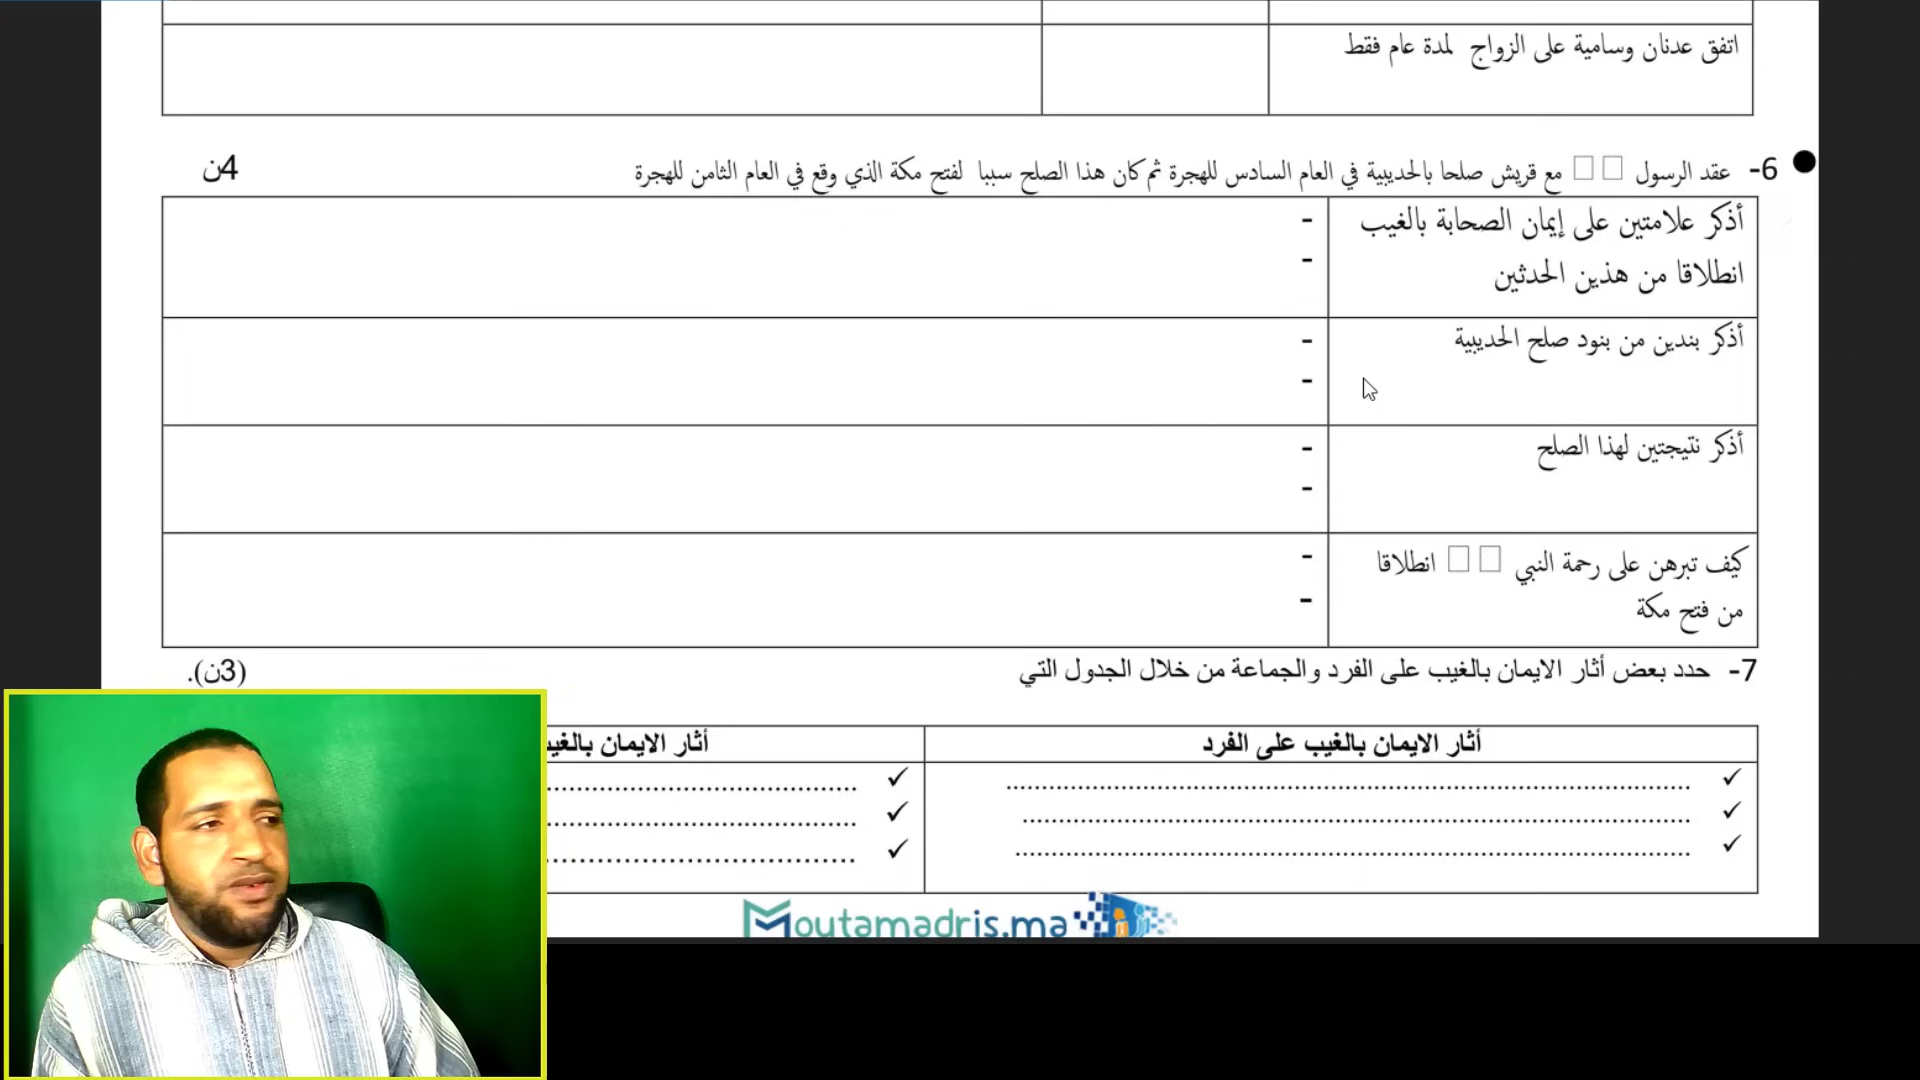 اتفق عدنان وسامية على الزواج لمدة عام فقط
6- عقد الرسول □□ مع قريش صلحا بالحديبية في العام السادس للهجرة ثم كان هذا الصلح سببا لفتح مكة الذي وقع في العام الثامن للهجرة 4ن
أذكر علامتين على إيمان الصحابة بالغيب
-
انطلاقا من هذين الحدثين
-
أذكر بندين من بنود صلح الحديبية
-
-
أذكر نتيجتين لهذا الصلح
-
-
كيف تبرهن على رحمة النبي □□ انطلاقا
-
من فتح مكة
-
7- حدد بعض أثار الايمان بالغيب على الفرد والجماعة من خلال الجدول التي (3ن).
أثار الايمان بالغيب على الفرد
أثار الايمان بالغيب
Moutamadris.ma